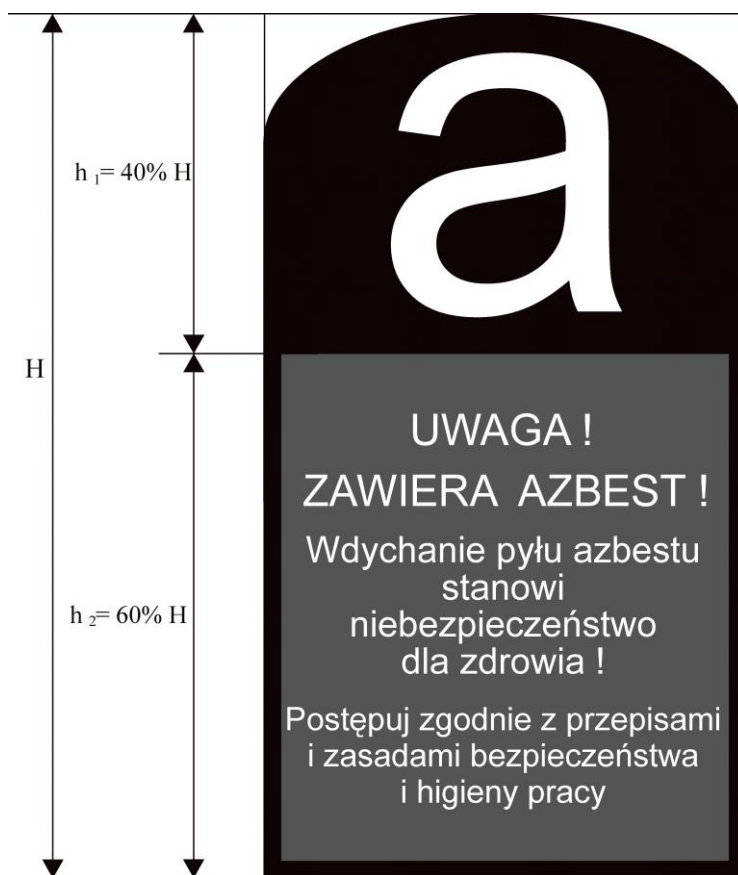 a
h 1= 40% H
H
UWAGA !
ZAWIERA AZBEST !
Wdychanie pyłu azbestu
stanowi
niebezpieczeństwo
dla zdrowia !
h 2= 60% H
Postępuj zgodnie z przepisami
i zasadami bezpieczeństwa
i higieny pracy